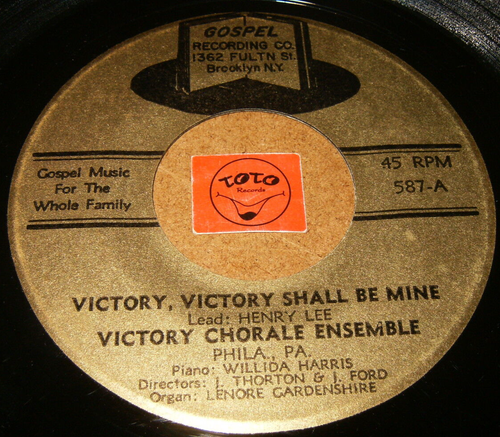 GOSPEL
RECORDING CO.
1362 FULTN St.
Brooklyn N.Y.
Gospel Music
For The
Whole Family
45 RPM
587-A
TOTO
Records
VICTORY, VICTORY SHALL BE MINE
Lead: HENRY LEE
VICTORY CHORALE ENSEMBLE
PHILA., PA.
Piano: WILLIDA HARRIS
Directors: J. THORTON & J. FORD
Organ: LENORE GARDENSHIRE